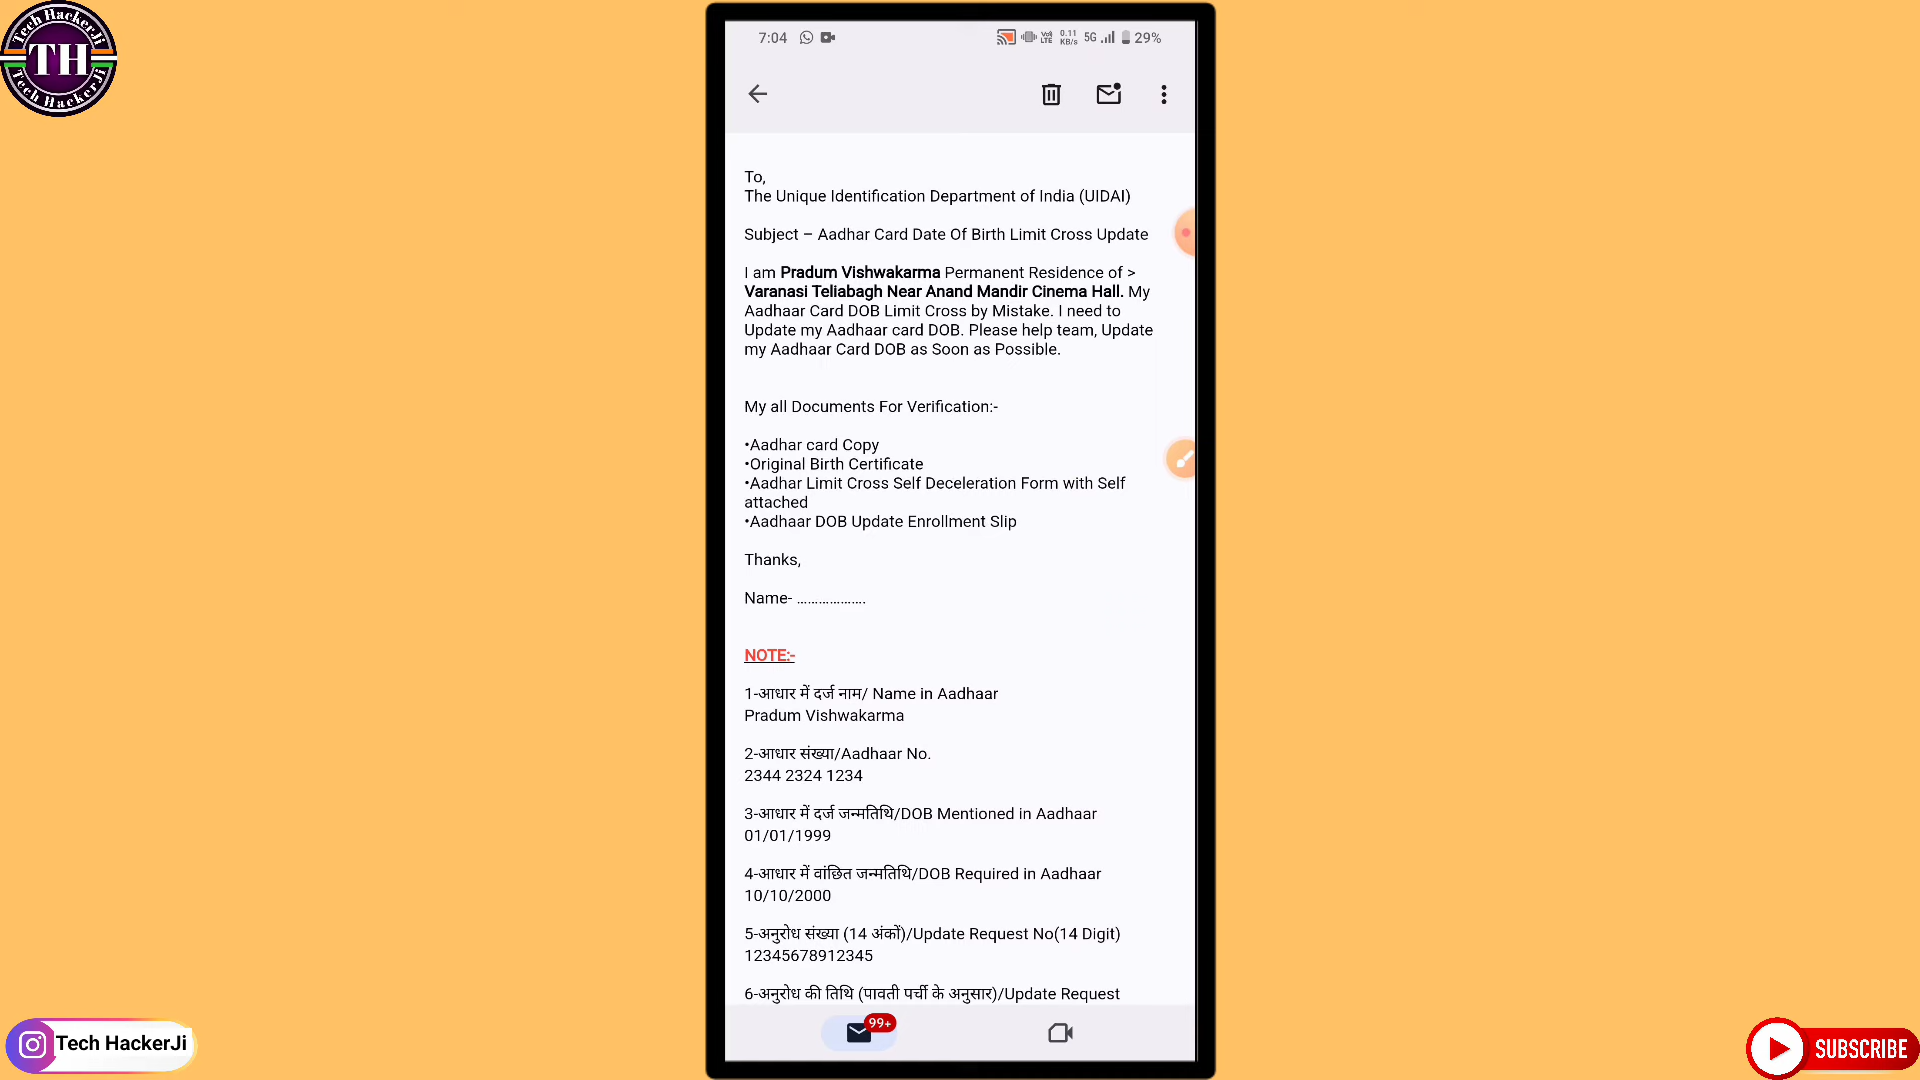 Tech HackerJi
TH
Tech HackerJi
7:04
Vo)
LTE
0.11
KB/s
5G
29%
To,
The Unique Identification Department of India (UIDAI)
Subject – Aadhar Card Date Of Birth Limit Cross Update
I am Pradum Vishwakarma Permanent Residence of >
Varanasi Teliabagh Near Anand Mandir Cinema Hall. My
Aadhaar Card DOB Limit Cross by Mistake. I need to
Update my Aadhaar card DOB. Please help team, Update
my Aadhaar Card DOB as Soon as Possible.
My all Documents For Verification:-
•Aadhar card Copy
•Original Birth Certificate
•Aadhar Limit Cross Self Deceleration Form with Self
attached
•Aadhaar DOB Update Enrollment Slip
Thanks,
Name- ...................
NOTE:-
1-आधार में दर्ज नाम/ Name in Aadhaar
Pradum Vishwakarma
2-आधार संख्या/Aadhaar No.
2344 2324 1234
3-आधार में दर्ज जन्मतिथि/DOB Mentioned in Aadhaar
01/01/1999
4-आधार में वांछित जन्मतिथि/DOB Required in Aadhaar
10/10/2000
5-अनुरोध संख्या (14 अंकों)/Update Request No(14 Digit)
12345678912345
6-अनुरोध की तिथि (पावती पर्ची के अनुसार)/Update Request
99+
Tech HackerJi
SUBSCRIBE